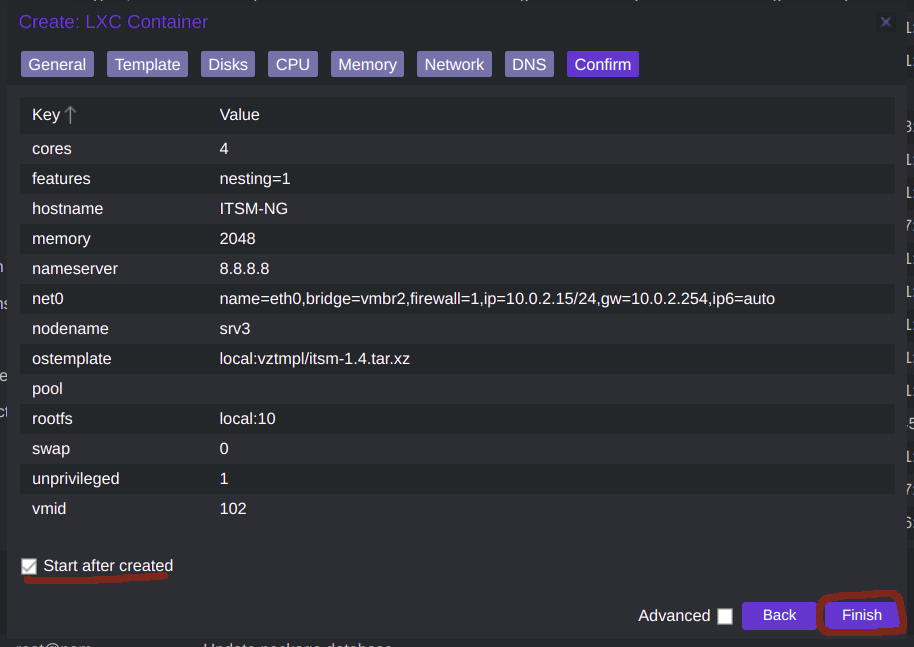 Create: LXC Container
General Template Disks CPU Memory Network DNS Confirm
Key Value
cores 4
features nesting=1
hostname ITSM-NG
memory 2048
nameserver 8.8.8.8
net0 name=eth0,bridge=vmbr2,firewall=1,ip=10.0.2.15/24,gw=10.0.2.254,ip6=auto
nodename srv3
ostemplate local:vztmpl/itsm-1.4.tar.xz
pool
rootfs local:10
swap 0
unprivileged 1
vmid 102
Start after created
Advanced Back Finish